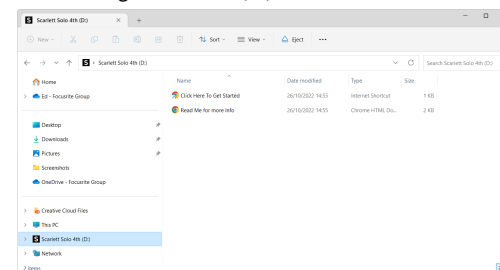 Scarlett Solo 4th (D:)
New
Sort
View
Eject
Scarlett Solo 4th (D:)
Search Scarlett Solo 4th (D:)
Home
Ed - Focusrite Group
Desktop
Downloads
Pictures
Screenshots
OneDrive - Focusrite Group
Creative Cloud Files
This PC
Scarlett Solo 4th (D:)
Network
Name Date modified Type Size
Click Here To Get Started 26/10/2022 14:55 Internet Shortcut 1 KB
Read Me for more Info 26/10/2022 14:55 Chrome HTML Do... 2 KB
2 items